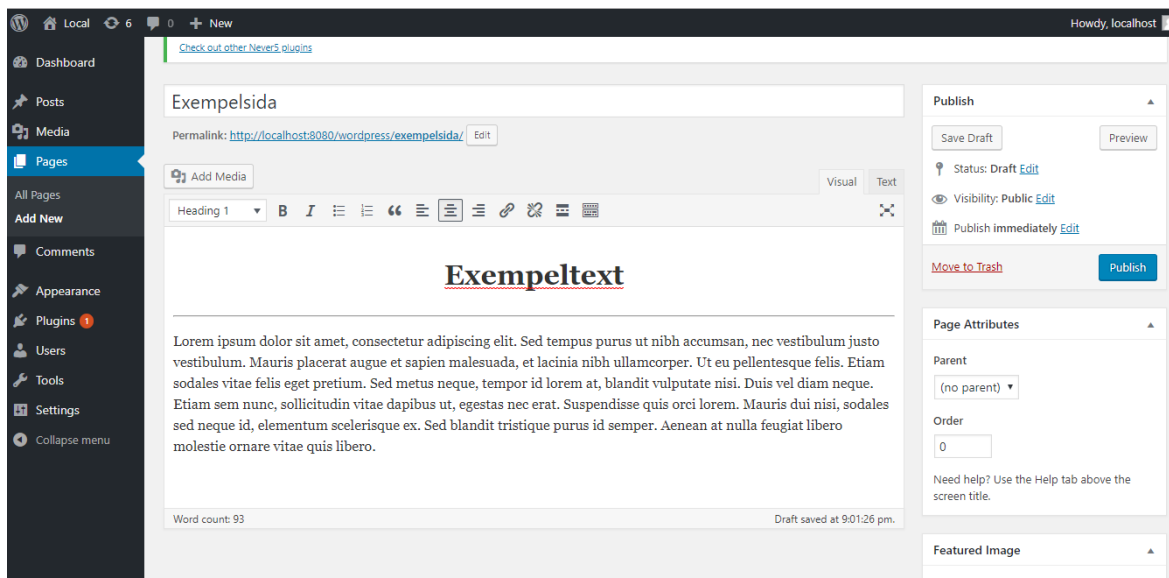 Local 6 0 + New Howdy, localhost
Check out other Never5 plugins
Dashboard
Posts
Media
Pages
All Pages
Add New
Comments
Appearance
Plugins 1
Users
Tools
Settings
Collapse menu
Exempelsida
Permalink: http://localhost:8080/wordpress/exempelsida/ Edit
Add Media
Visual Text
Heading 1 B I
Exempeltext
Lorem ipsum dolor sit amet, consectetur adipiscing elit. Sed tempus purus ut nibh accumsan, nec vestibulum justo
vestibulum. Mauris placerat augue et sapien malesuada, et lacinia nibh ullamcorper. Ut eu pellentesque felis. Etiam
sodales vitae felis eget pretium. Sed metus neque, tempor id lorem at, blandit vulputate nisi. Duis vel diam neque.
Etiam sem nunc, sollicitudin vitae dapibus ut, egestas nec erat. Suspendisse quis orci lorem. Mauris dui nisi, sodales
sed neque id, elementum scelerisque ex. Sed blandit tristique purus id semper. Aenean at nulla feugiat libero
molestie ornare vitae quis libero.
Word count: 93 Draft saved at 9:01:26 pm.
Publish
Save Draft Preview
Status: Draft Edit
Visibility: Public Edit
Publish immediately Edit
Move to Trash Publish
Page Attributes
Parent
(no parent)
Order
0
Need help? Use the Help tab above the
screen title.
Featured Image